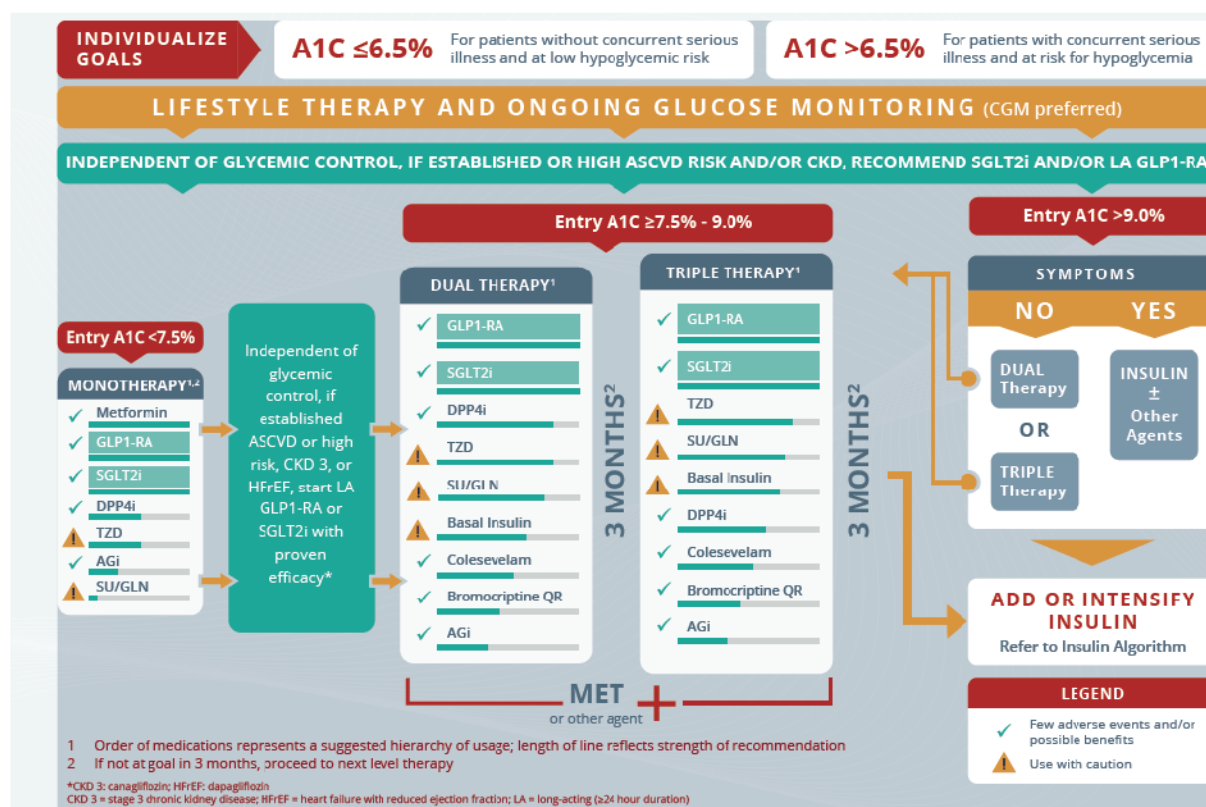 INDIVIDUALIZE
GOALS
A1C ≤6.5%
For patients without concurrent serious
illness and at low hypoglycemic risk
A1C >6.5%
For patients with concurrent serious
illness and at risk for hypoglycemia
LIFESTYLE THERAPY AND ONGOING GLUCOSE MONITORING (CGM preferred)
INDEPENDENT OF GLYCEMIC CONTROL, IF ESTABLISHED OR HIGH ASCVD RISK AND/OR CKD, RECOMMEND SGLT2i AND/OR LA GLP1-RA
Entry A1C <7.5%
MONOTHERAPY1,2
Metformin
GLP1-RA
SGLT2i
DPP4i
TZD
AGi
SU/GLN
Independent of
glycemic
control, if
established
ASCVD or high
risk, CKD 3, or
HFrEF, start LA
GLP1-RA or
SGLT2i with
proven
efficacy*
Entry A1C ≥7.5% - 9.0%
DUAL THERAPY1
GLP1-RA
SGLT2i
DPP4i
TZD
SU/GLN
Basal Insulin
Colesevelam
Bromocriptine QR
AGi
3 MONTHS2
TRIPLE THERAPY1
GLP1-RA
SGLT2i
TZD
SU/GLN
Basal Insulin
DPP4i
Colesevelam
Bromocriptine QR
AGi
3 MONTHS2
MET
or other agent
+
Entry A1C >9.0%
SYMPTOMS
NO
YES
DUAL
Therapy
OR
TRIPLE
Therapy
INSULIN
±
Other
Agents
ADD OR INTENSIFY
INSULIN
Refer to Insulin Algorithm
LEGEND
Few adverse events and/or
possible benefits
Use with caution
1 Order of medications represents a suggested hierarchy of usage; length of line reflects strength of recommendation
2 If not at goal in 3 months, proceed to next level therapy
*CKD 3: canagliflozin; HFrEF: dapagliflozin
CKD 3 = stage 3 chronic kidney disease; HFrEF = heart failure with reduced ejection fraction; LA = long-acting (≥24 hour duration)